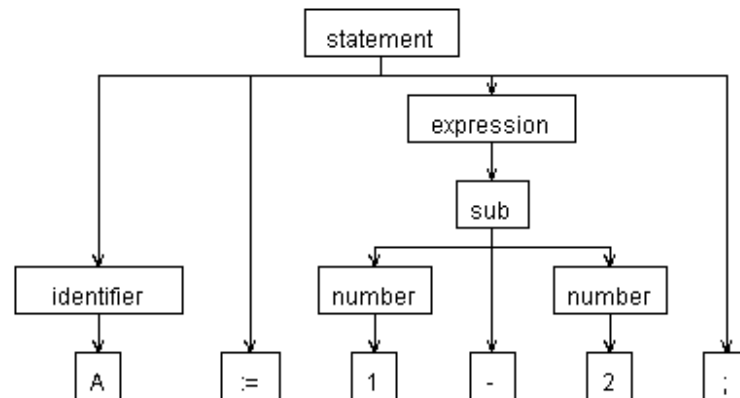 statement
expression
sub
identifier number number
A := 1 - 2 ;